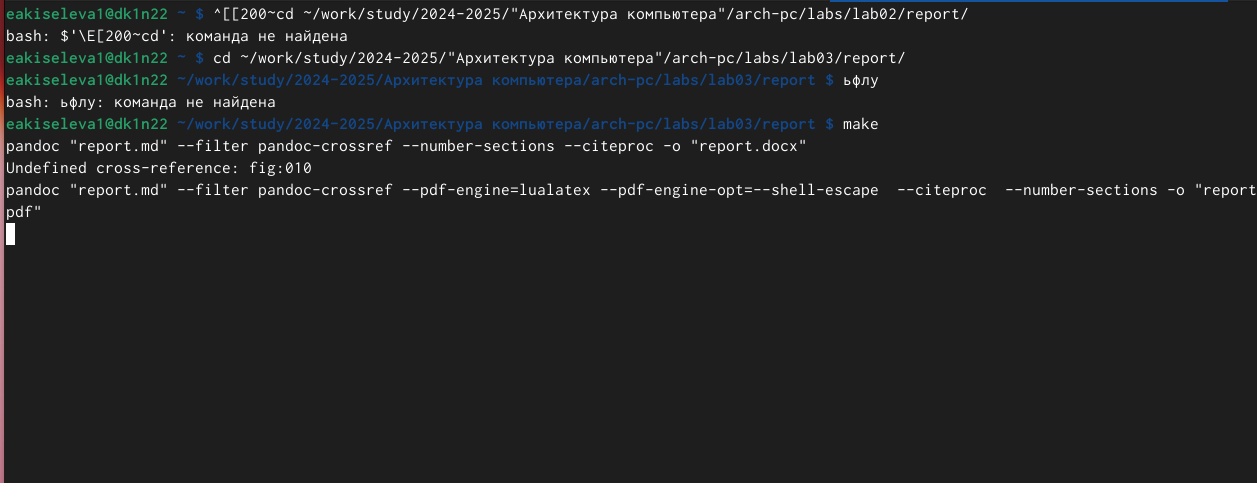 eakiseleva1@dk1n22 ~ $ ^[[200~cd ~/work/study/2024-2025/"Архитектура компьютера"/arch-pc/labs/lab02/report/
bash: $'\E[200~cd': команда не найдена
eakiseleva1@dk1n22 ~ $ cd ~/work/study/2024-2025/"Архитектура компьютера"/arch-pc/labs/lab03/report/
eakiseleva1@dk1n22 ~/work/study/2024-2025/Архитектура компьютера/arch-pc/labs/lab03/report $ ьфлу
bash: ьфлу: команда не найдена
eakiseleva1@dk1n22 ~/work/study/2024-2025/Архитектура компьютера/arch-pc/labs/lab03/report $ make
pandoc "report.md" --filter pandoc-crossref --number-sections --citeproc -o "report.docx"
Undefined cross-reference: fig:010
pandoc "report.md" --filter pandoc-crossref --pdf-engine=lualatex --pdf-engine-opt=--shell-escape  --citeproc  --number-sections -o "report
pdf"